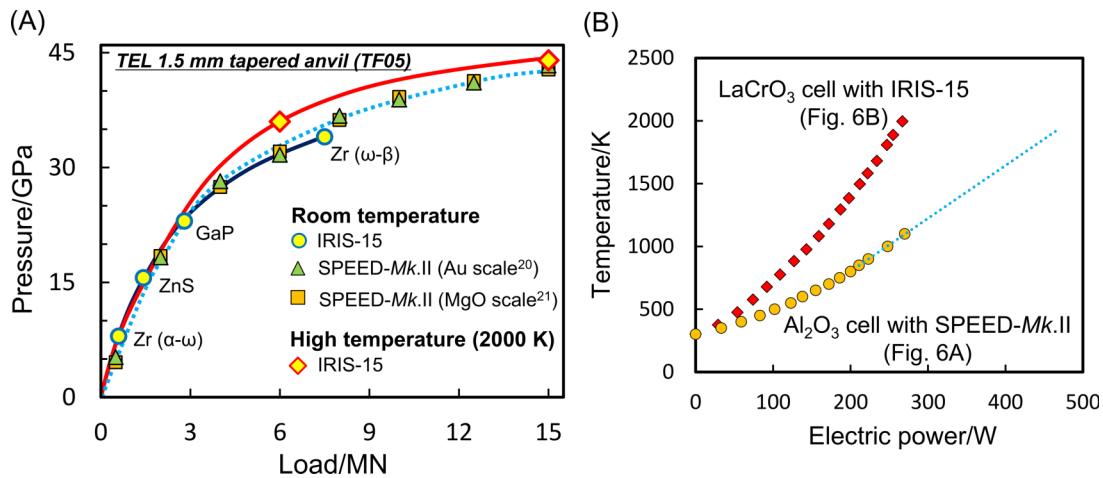 (A)
TEL 1.5 mm tapered anvil (TF05)
Pressure/GPa
45
30
15
0
Zr (ω-β)
GaP
ZnS
Zr (α-ω)
Room temperature
IRIS-15
SPEED-Mk.II (Au scale20)
SPEED-Mk.II (MgO scale21)
High temperature (2000 K)
IRIS-15
0 3 6 9 12 15
Load/MN
(B)
Temperature/K
2500
2000
1500
1000
500
0
LaCrO3 cell with IRIS-15
(Fig. 6B)
Al2O3 cell with SPEED-Mk.II
(Fig. 6A)
0 100 200 300 400 500
Electric power/W